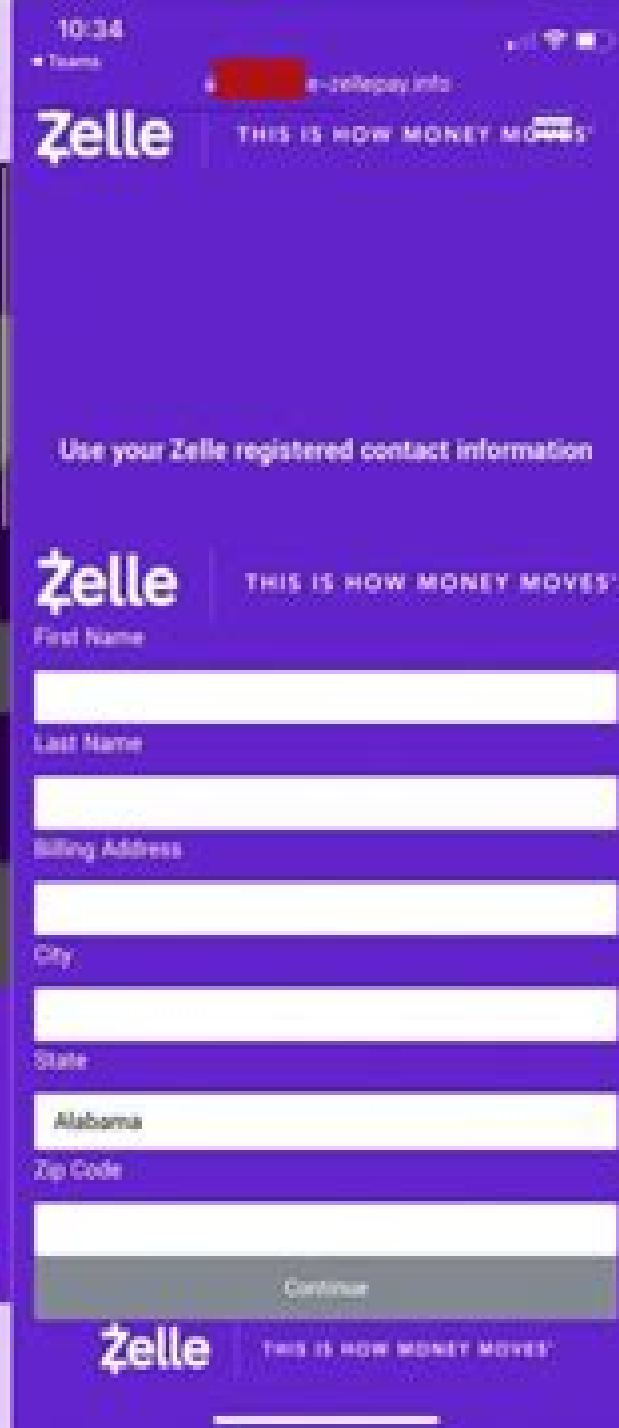 10:34
Teams
e-zellepay.info
Zelle THIS IS HOW MONEY MOVES
Use your Zelle registered contact information
Zelle THIS IS HOW MONEY MOVES®
First Name
Last Name
Billing Address
City
State
Alabama
Zip Code
Continue
Zelle THIS IS HOW MONEY MOVES®